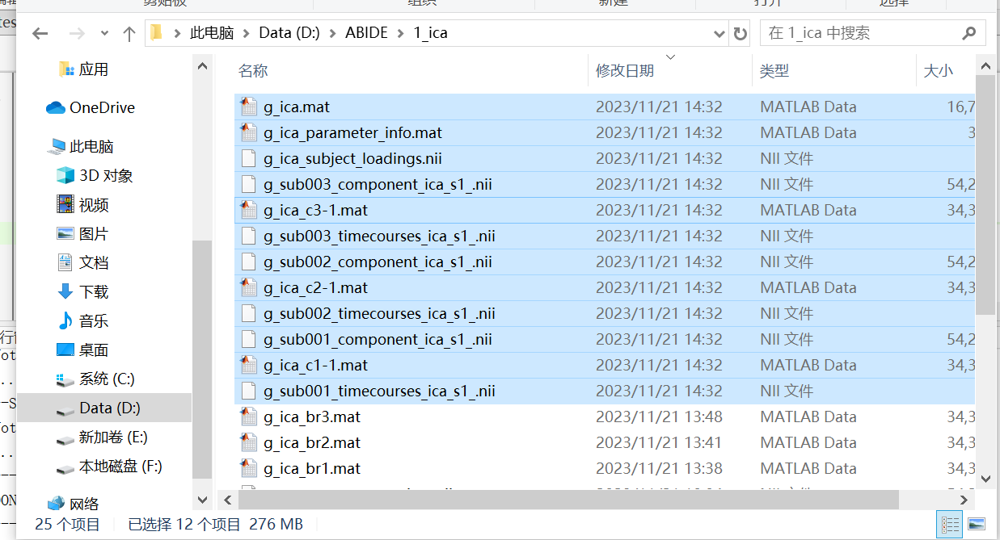 剪贴板 组织 新建 打开 选择
此电脑 Data (D:) ABIDE 1_ica 在 1_ica 中搜索
名称 修改日期 类型 大小
应用
OneDrive
此电脑
3D 对象
视频
图片
文档
下载
音乐
桌面
系统 (C:)
Data (D:)
新加卷 (E:)
本地磁盘 (F:)
网络
g_ica.mat 2023/11/21 14:32 MATLAB Data 16,7
g_ica_parameter_info.mat 2023/11/21 14:32 MATLAB Data 3
g_ica_subject_loadings.nii 2023/11/21 14:32 NII 文件
g_sub003_component_ica_s1_.nii 2023/11/21 14:32 NII 文件 54,2
g_ica_c3-1.mat 2023/11/21 14:32 MATLAB Data 34,3
g_sub003_timecourses_ica_s1_.nii 2023/11/21 14:32 NII 文件
g_sub002_component_ica_s1_.nii 2023/11/21 14:32 NII 文件 54,2
g_ica_c2-1.mat 2023/11/21 14:32 MATLAB Data 34,3
g_sub002_timecourses_ica_s1_.nii 2023/11/21 14:32 NII 文件
g_sub001_component_ica_s1_.nii 2023/11/21 14:32 NII 文件 54,2
g_ica_c1-1.mat 2023/11/21 14:32 MATLAB Data 34,3
g_sub001_timecourses_ica_s1_.nii 2023/11/21 14:32 NII 文件
g_ica_br3.mat 2023/11/21 13:48 MATLAB Data 34,3
g_ica_br2.mat 2023/11/21 13:41 MATLAB Data 34,3
g_ica_br1.mat 2023/11/21 13:38 MATLAB Data 34,3
25 个项目 已选择 12 个项目 276 MB